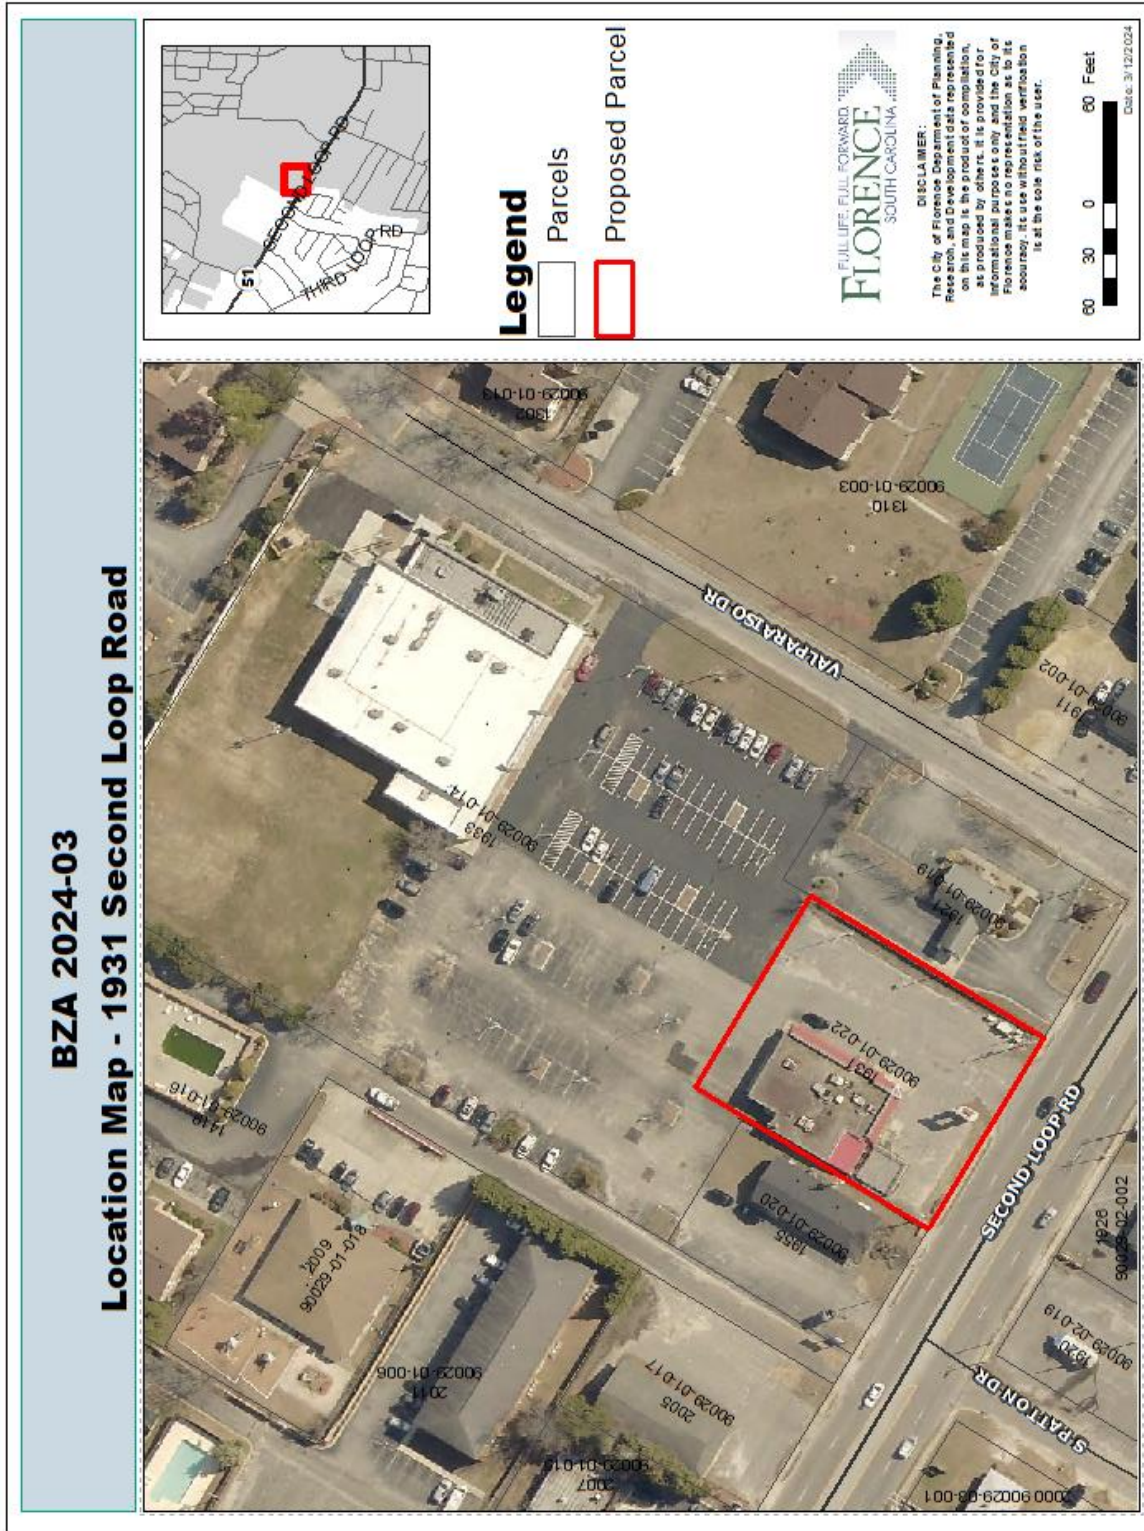 BZA 2024-03
Location Map - 1931 Second Loop Road
1418
90029-01-016
2009
90029-01-018
2011
90029-01-006
2007
90029-01-015
2005
90029-01-017
1933
90029-01-014
1302
90029-01-013
VALPARAISO DR
1310
90029-01-003
1911
90029-01-002
1921
90029-01-019
1931
90029-01-022
1955
90029-01-020
SECOND LOOP RD
S PATTON DR
2000 90029-03-001
1920
90029-02-019
1926
90029-02-002
51
SECOND LOOP RD
THIRD LOOP RD
Legend
Parcels
Proposed Parcel
FULL LIFE. FULL FORWARD.
FLORENCE
SOUTH CAROLINA
DISCLAIMER:
The City of Florence Department of Planning,
Research, and Development data represented
on this map is the product of compilation,
as produced by others. It is provided for
informational purposes only and the City of
Florence makes no representation as to its
accuracy. Its use without field verification
is at the sole risk of the user.
60 30 0 60 Feet
Date: 3/12/2024